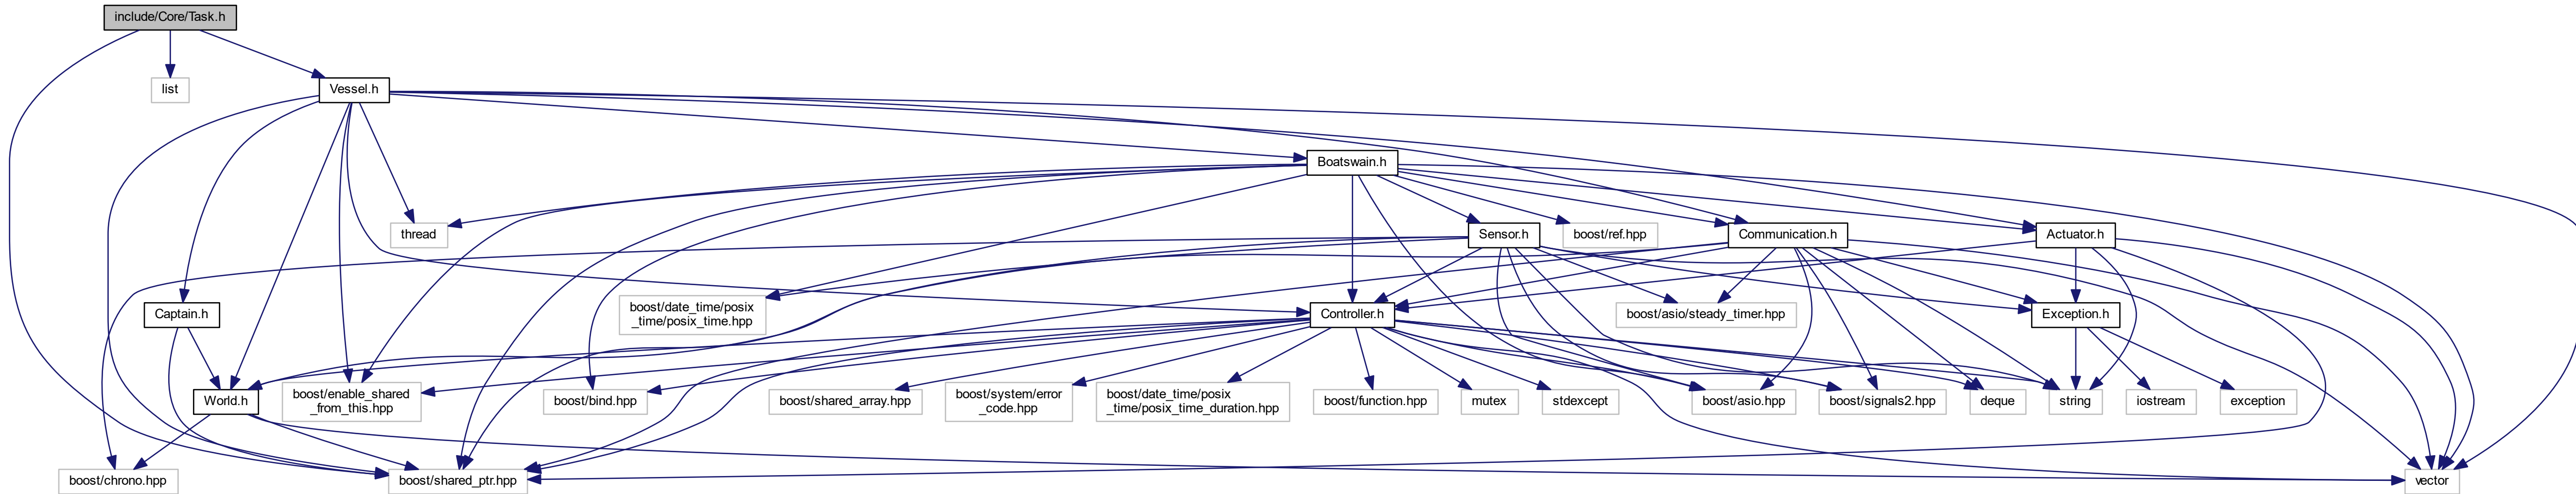 include/Core/Task.h
list
Vessel.h
Boatswain.h
thread
Sensor.h
boost/ref.hpp
Communication.h
Actuator.h
Captain.h
boost/date_time/posix
_time/posix_time.hpp
Controller.h
boost/asio/steady_timer.hpp
Exception.h
World.h
boost/enable_shared
_from_this.hpp
boost/bind.hpp
boost/shared_array.hpp
boost/system/error
_code.hpp
boost/date_time/posix
_time/posix_time_duration.hpp
boost/function.hpp
mutex
stdexcept
boost/asio.hpp
boost/signals2.hpp
deque
string
iostream
exception
boost/chrono.hpp
boost/shared_ptr.hpp
vector